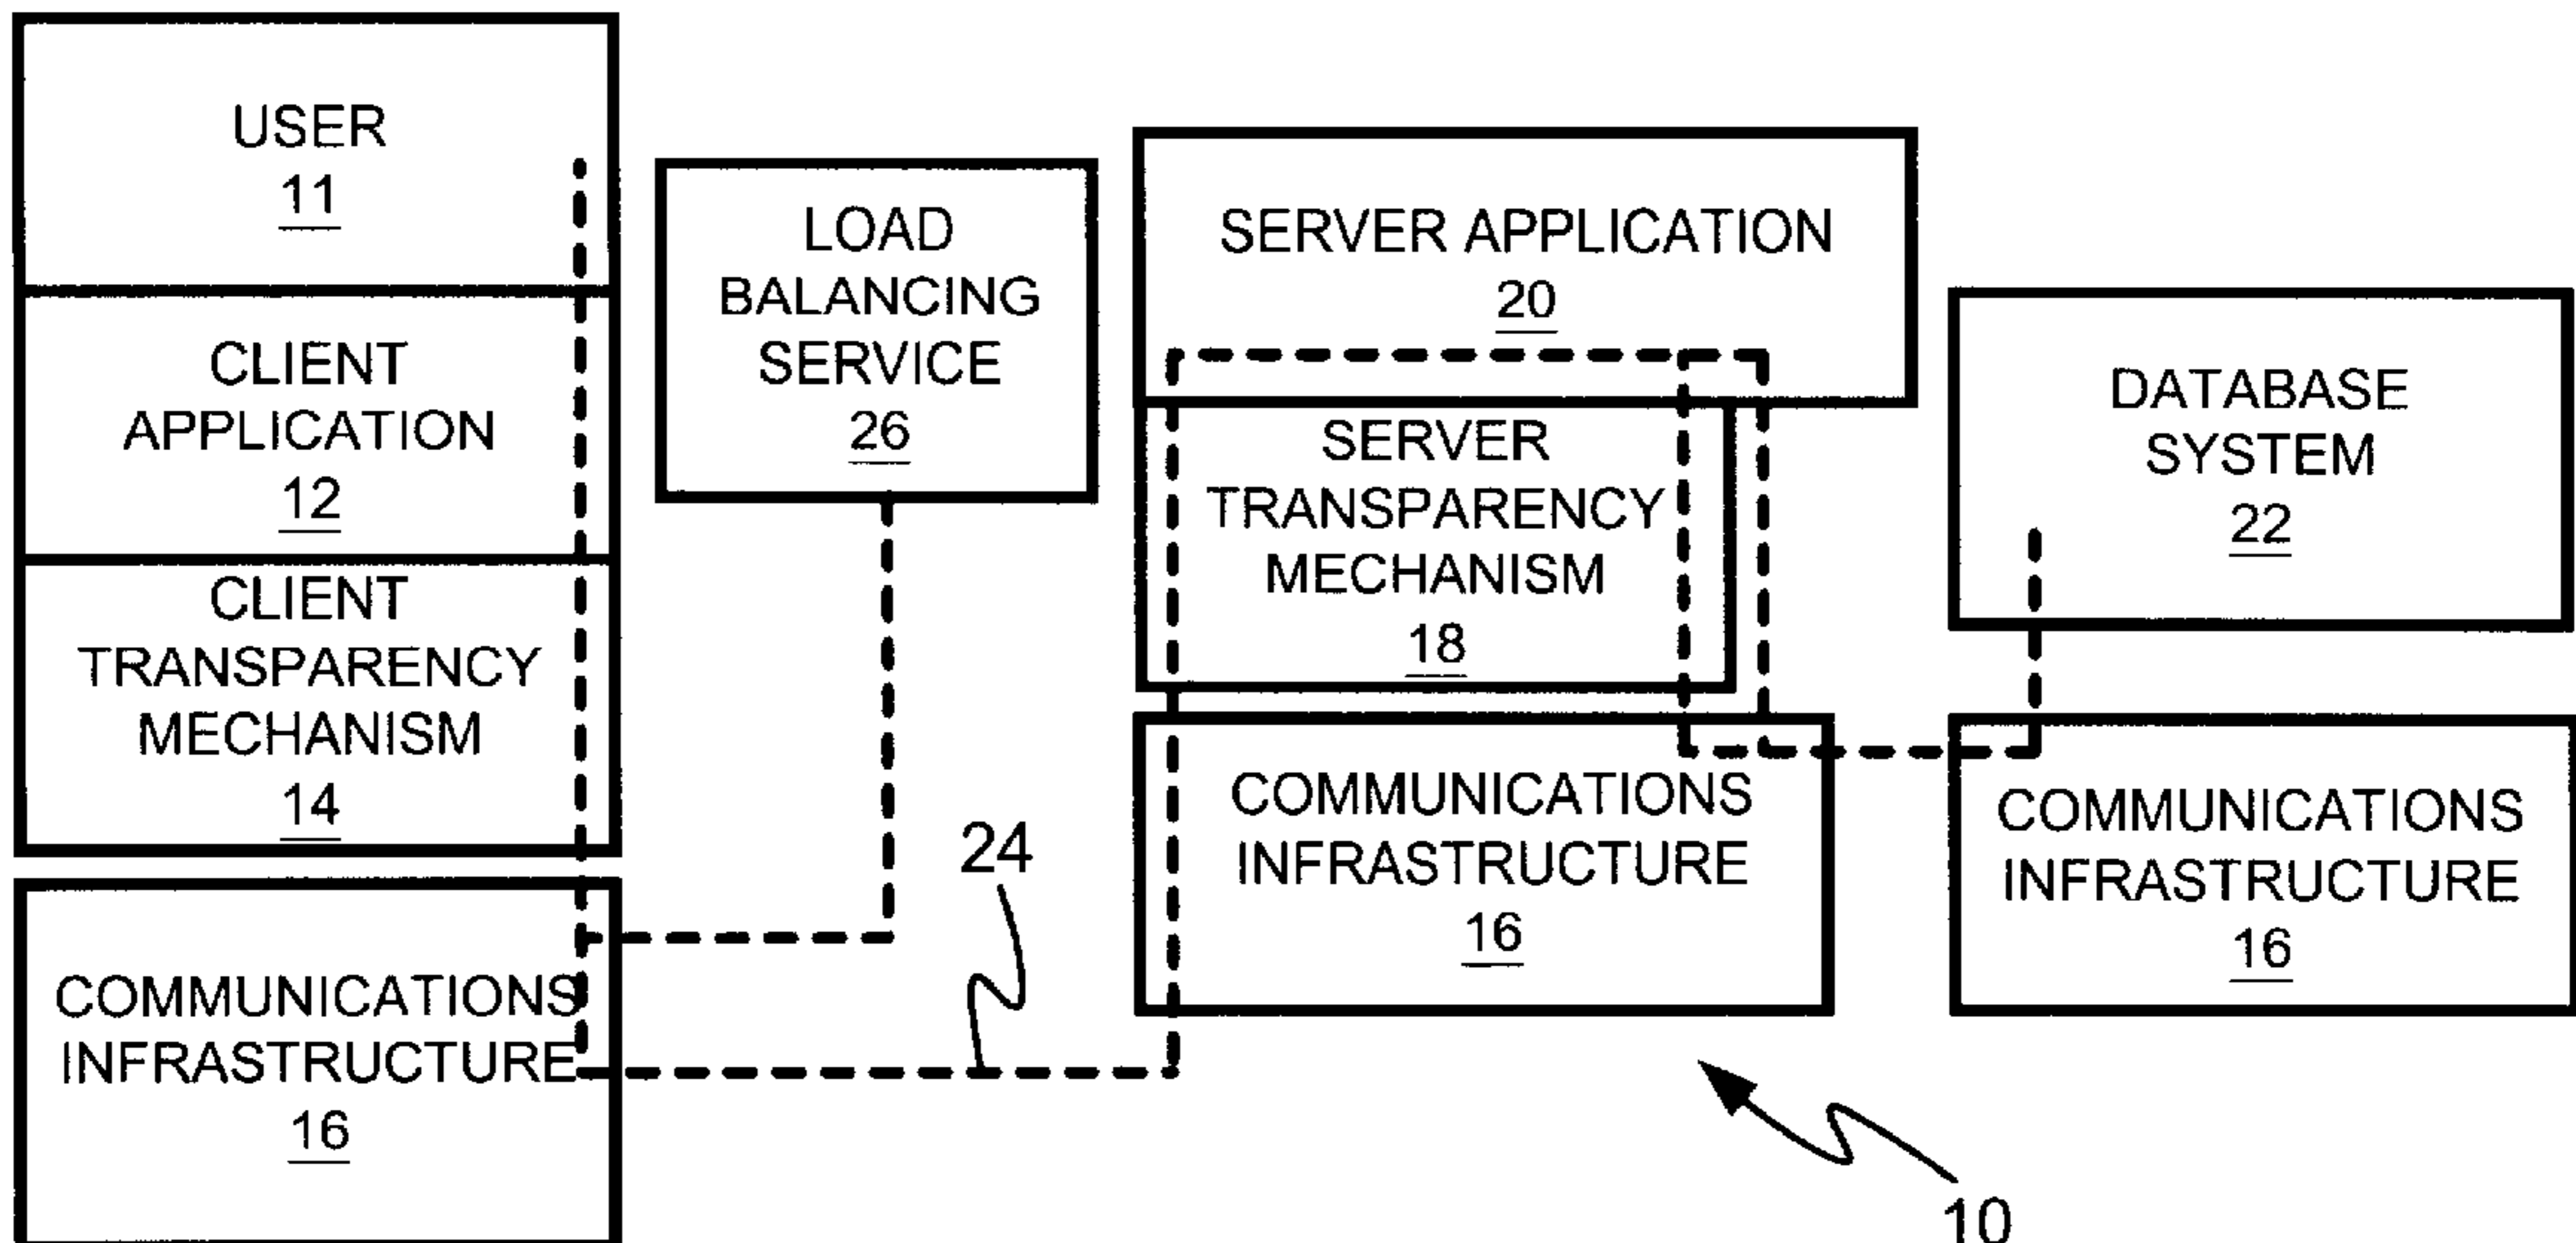 USER
11
CLIENT
APPLICATION
12
CLIENT
TRANSPARENCY
MECHANISM
14
COMMUNICATIONS
INFRASTRUCTURE
16
LOAD
BALANCING
SERVICE
26
24
SERVER APPLICATION
20
SERVER
TRANSPARENCY
MECHANISM
18
COMMUNICATIONS
INFRASTRUCTURE
16
DATABASE
SYSTEM
22
COMMUNICATIONS
INFRASTRUCTURE
16
10